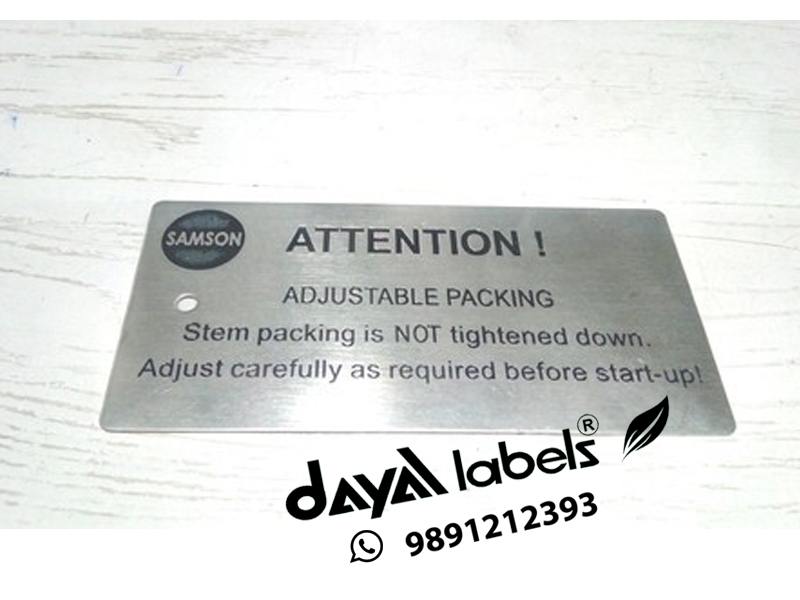 SAMSON
ATTENTION !
ADJUSTABLE PACKING
Stem packing is NOT tightened down.
Adjust carefully as required before start-up!
dayal labels®
9891212393